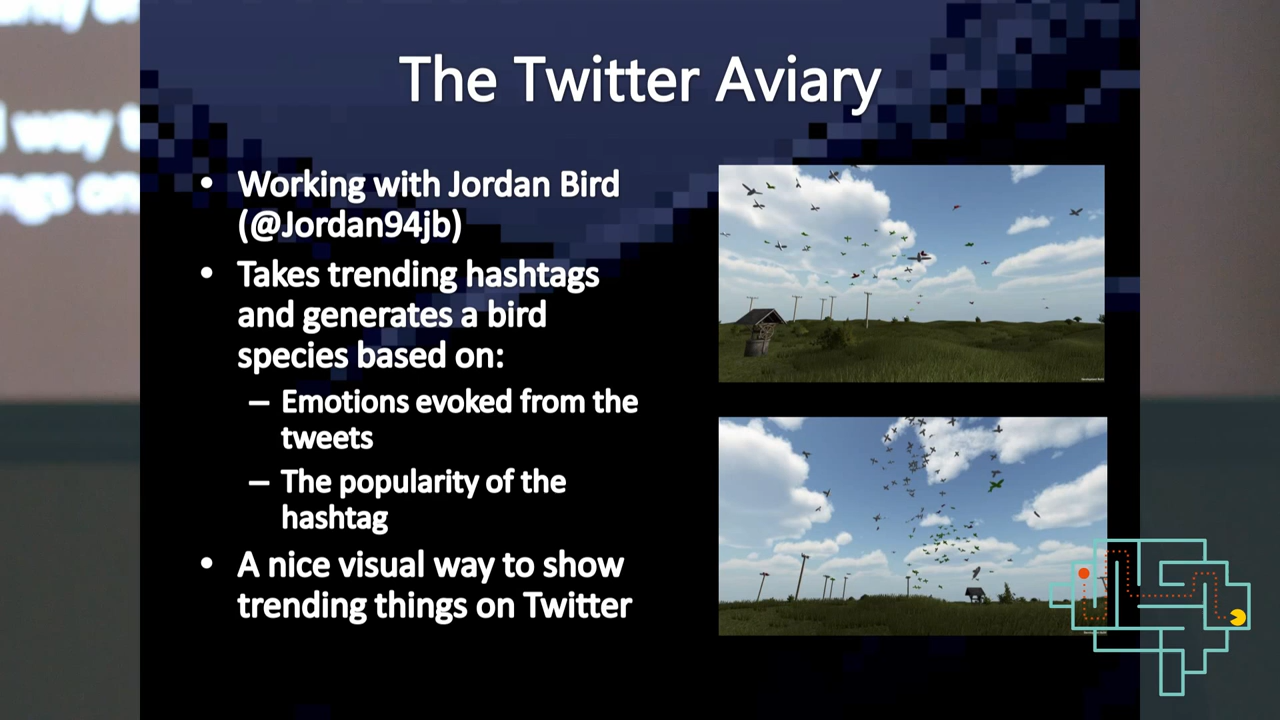 The Twitter Aviary
• Working with Jordan Bird
(@Jordan94jb)
• Takes trending hashtags
and generates a bird
species based on:
– Emotions evoked from the
tweets
– The popularity of the
hashtag
• A nice visual way to show
trending things on Twitter